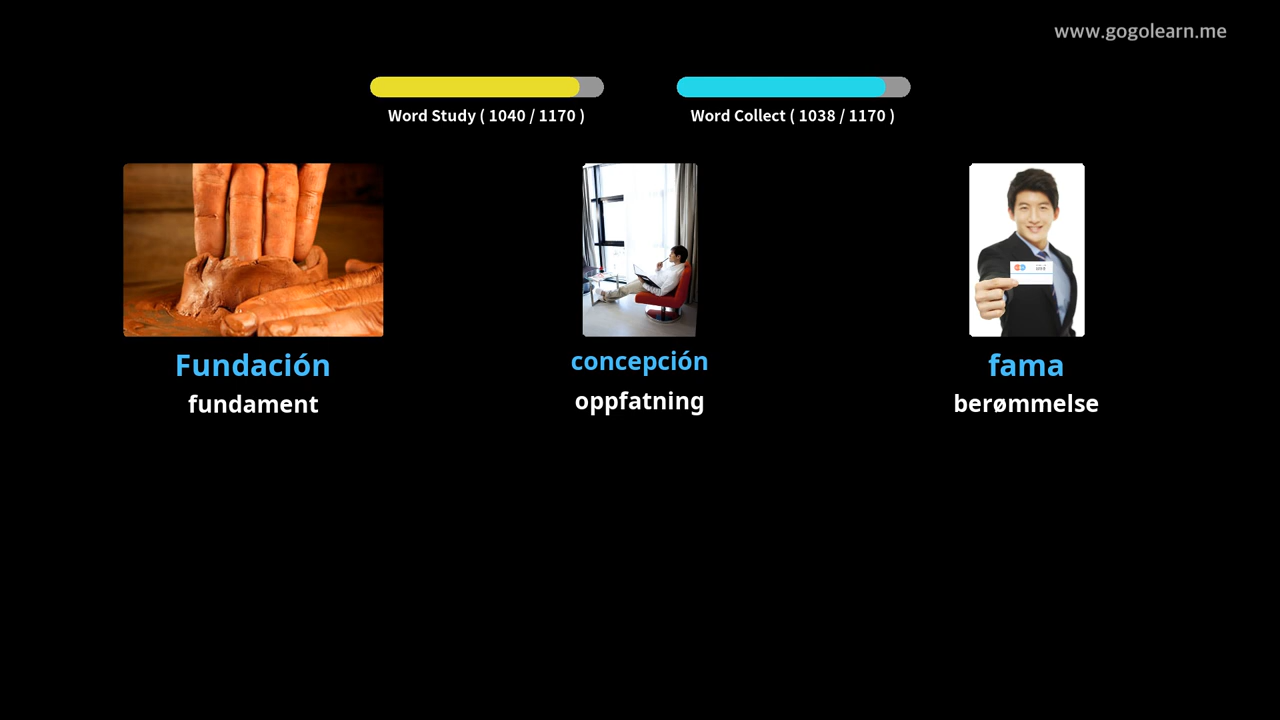 www.gogolearn.me
Word Study ( 1040 / 1170 )
Word Collect ( 1038 / 1170 )
Fundación
concepción
fama
fundament
oppfatning
berømmelse